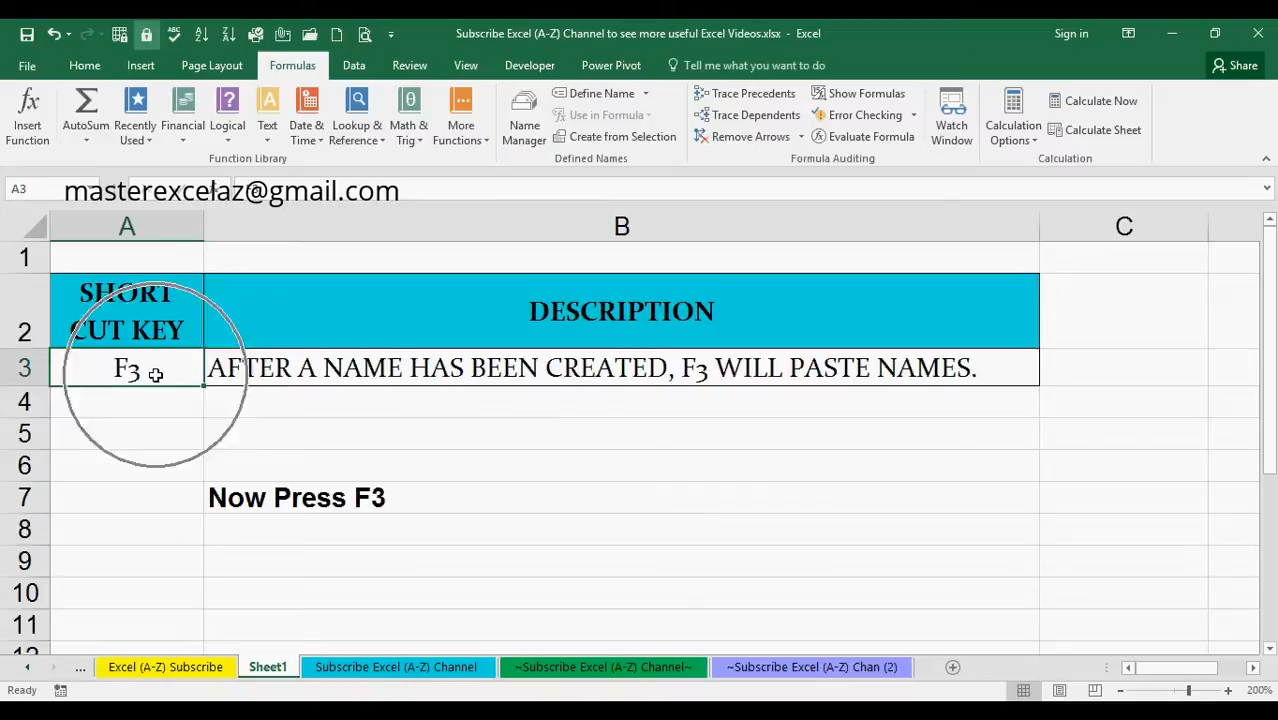 Subscribe Excel (A-Z) Channel to see more useful Excel Videos.xlsx - Excel
Sign in
File Home Insert Page Layout Formulas Data Review View Developer Power Pivot Tell me what you want to do Share
Insert Function
AutoSum
Recently Used
Financial
Logical
Text
Date & Time
Lookup & Reference
Math & Trig
More Functions
Function Library
Name Manager
Define Name
Use in Formula
Create from Selection
Defined Names
Trace Precedents
Trace Dependents
Remove Arrows
Show Formulas
Error Checking
Evaluate Formula
Formula Auditing
Watch Window
Calculation Options
Calculate Now
Calculate Sheet
Calculation
A3
masterexcelaz@gmail.com
A B C
1
2 SHORT CUT KEY DESCRIPTION
3 F3 AFTER A NAME HAS BEEN CREATED, F3 WILL PASTE NAMES.
4
5
6
7 Now Press F3
8
9
10
11
... Excel (A-Z) Subscribe Sheet1 Subscribe Excel (A-Z) Channel ~Subscribe Excel (A-Z) Channel~ ~Subscribe Excel (A-Z) Chan (2)
Ready 200%